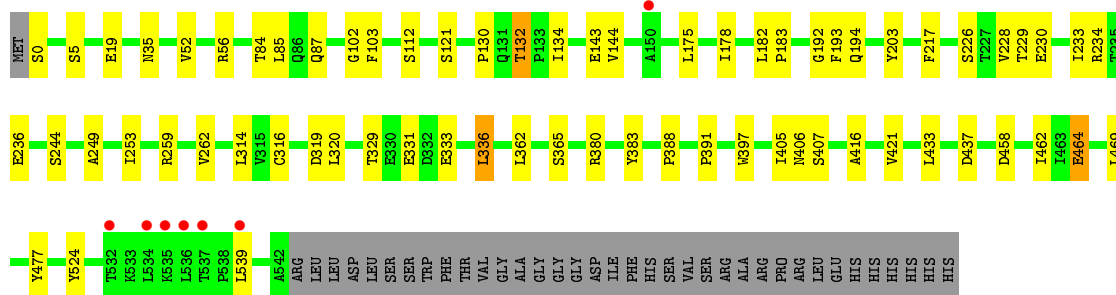 MET S0 S5 E19 N35 V52 R56 T84 L85 Q86 Q87 G102 F103 S112 S121 P130 Q131 T132 P133 I134 E143 V144 A150 L175 I178 L182 P183 G192 F193 Q194 Y203 F217 S226 T227 V228 T229 E230 I233 R234 T235
E236 S244 A249 I253 R259 V262 L314 V315 C316 D319 L320 T329 E330 E331 D332 E333 I336 L362 S365 R380 Y383 P388 P391 W397 I405 N406 S407 A416 V421 L433 D437 D458 I462 I463 E464 L469
Y477 Y524 T532 K533 L534 K535 L536 T537 P538 L539 A542 ARG LEU LEU ASP LEU SER SER TRP PHE THR VAL GLY ALA GLY GLY GLY ASP ILE PHE HIS SER VAL SER ARG ALA ARG PRO ARG LEU GLU HIS HIS HIS HIS HIS HIS